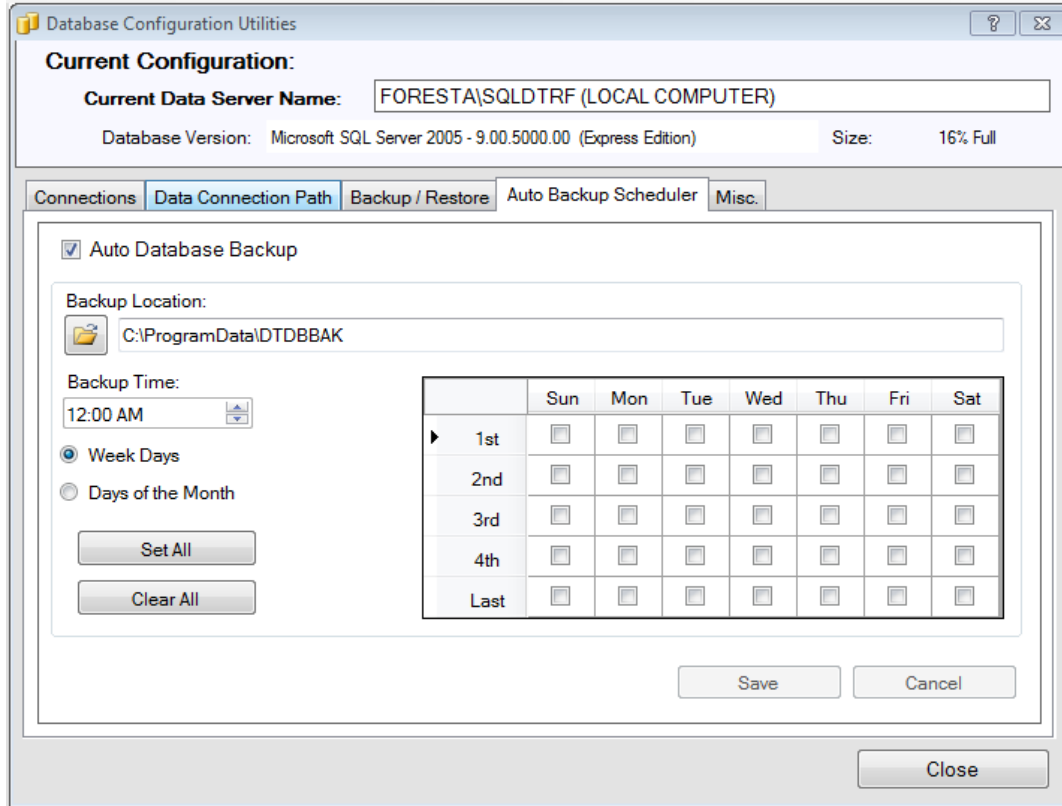 Database Configuration Utilities
Current Configuration:
Current Data Server Name: FORESTA\SQLDTRF (LOCAL COMPUTER)
Database Version: Microsoft SQL Server 2005 - 9.00.5000.00 (Express Edition) Size: 16% Full
Connections Data Connection Path Backup / Restore Auto Backup Scheduler Misc.
Auto Database Backup
Backup Location:
C:\ProgramData\DTDBBAK
Backup Time:
12:00 AM
Week Days
Days of the Month
Set All
Clear All
Sun Mon Tue Wed Thu Fri Sat
1st
2nd
3rd
4th
Last
Save Cancel
Close